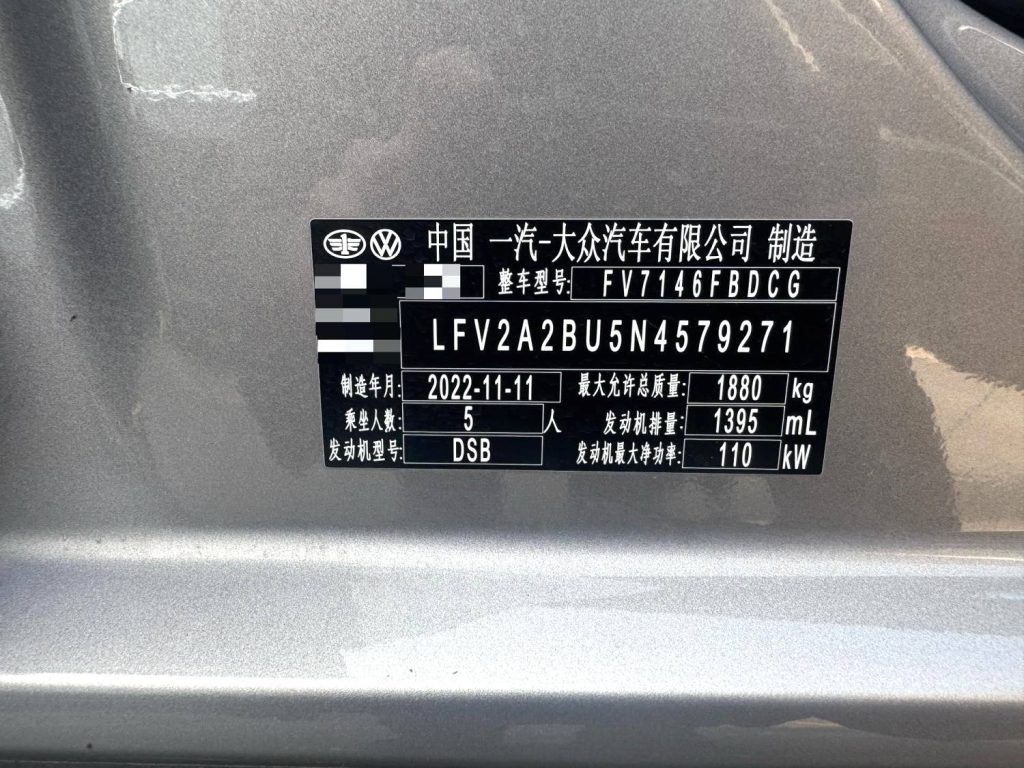 中国 一汽-大众汽车有限公司 制造
整车型号: FV7146FBDCG
LFV2A2BU5N4579271
制造年月: 2022-11-11 最大允许总质量: 1880 kg
乘坐人数: 5 人 发动机排量: 1395 mL
发动机型号: DSB 发动机最大净功率: 110 kW